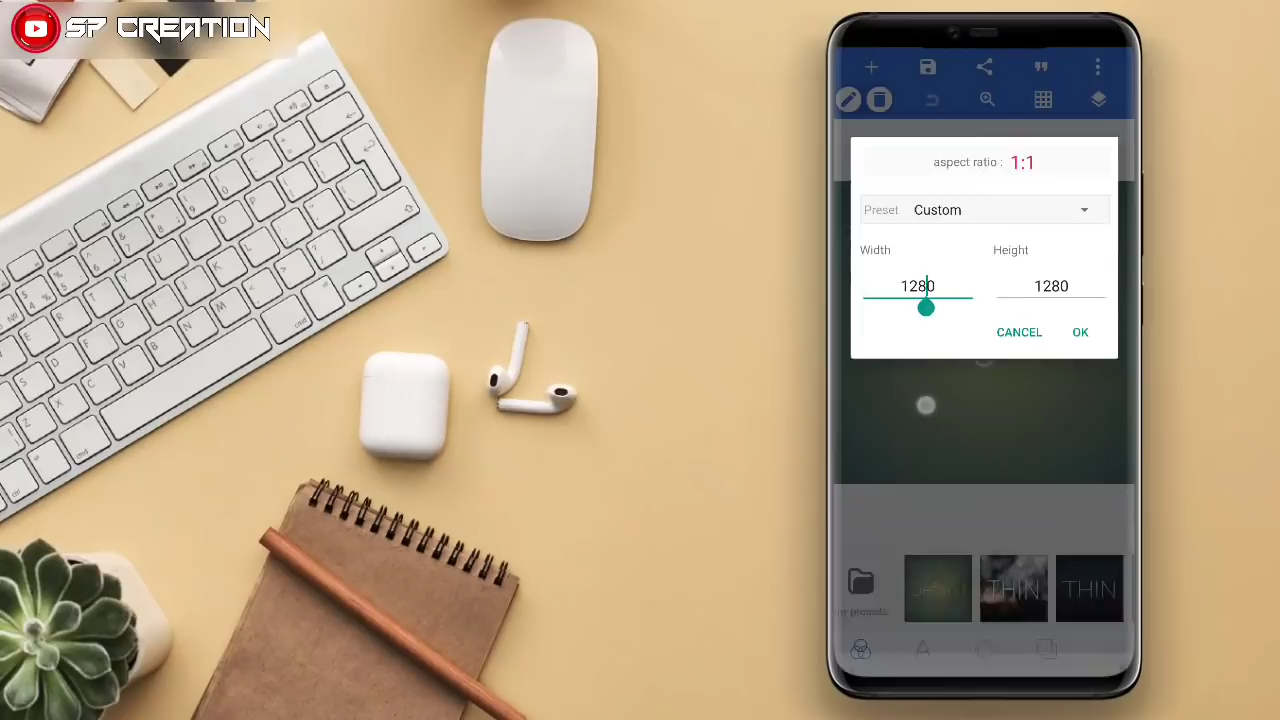 SP CREATION
aspect ratio : 1:1
Preset Custom
Width Height
1280 1280
CANCEL OK
THIN THIN